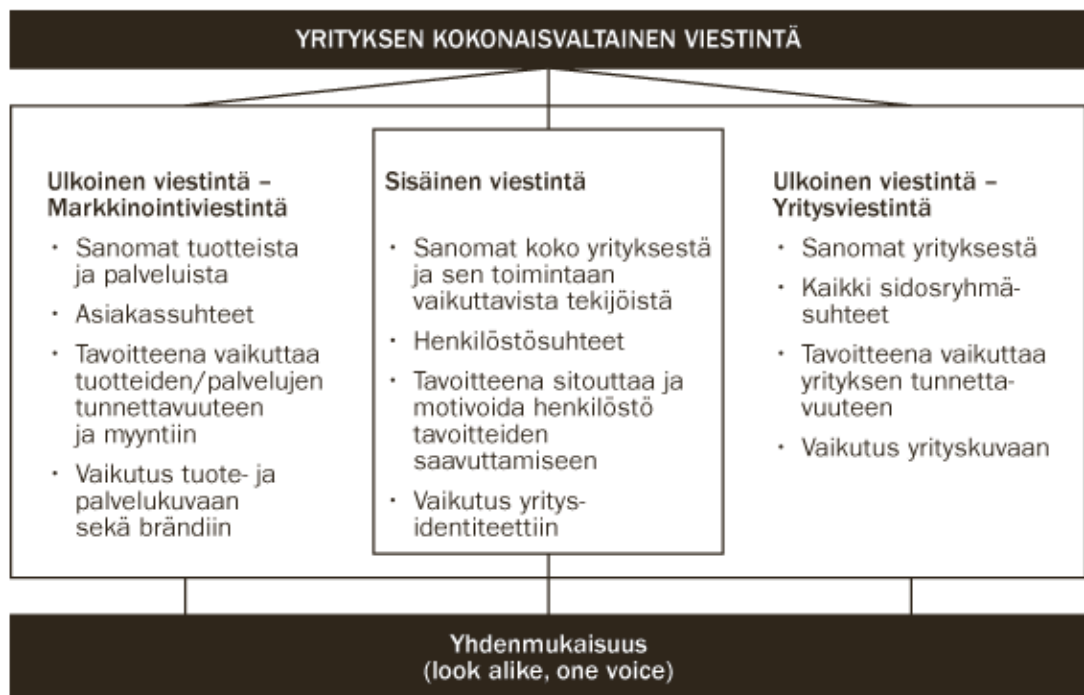 YRITYKSEN KOKONAISVALTAINEN VIESTINTÄ
Ulkoinen viestintä –
Markkinointiviestintä
• Sanomat tuotteista
ja palveluista
• Asiakassuhteet
• Tavoitteena vaikuttaa
tuotteiden/palvelujen
tunnettavuuteen
ja myyntiin
• Vaikutus tuote- ja
palvelukuvaan
sekä brändiin
Sisäinen viestintä
• Sanomat koko yrityksestä
ja sen toimintaan
vaikuttavista tekijöistä
• Henkilöstösuhteet
• Tavoitteena sitouttaa ja
motivoida henkilöstö
tavoitteiden
saavuttamiseen
• Vaikutus yritys-
identiteettiin
Ulkoinen viestintä –
Yritysviestintä
• Sanomat yrityksestä
• Kaikki sidosryhmä-
suhteet
• Tavoitteena vaikuttaa
yrityksen tunnetta-
vuuteen
• Vaikutus yrityskuvaan
Yhdenmukaisuus
(look alike, one voice)